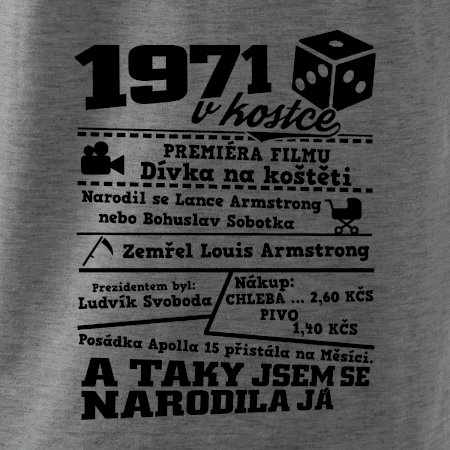 1971
v kostce
PREMIÉRA FILMU
Dívka na koštěti
Narodil se Lance Armstrong
nebo Bohuslav Sobotka
Zemřel Louis Armstrong
Prezidentem byl:
Ludvík Svoboda
Nákup:
CHLEBA ... 2,60 KČS
PIVO
1,40 KČS
Posádka Apolla 15 přistála na Měsíci.
A TAKY JSEM SE
NARODILA JÁ